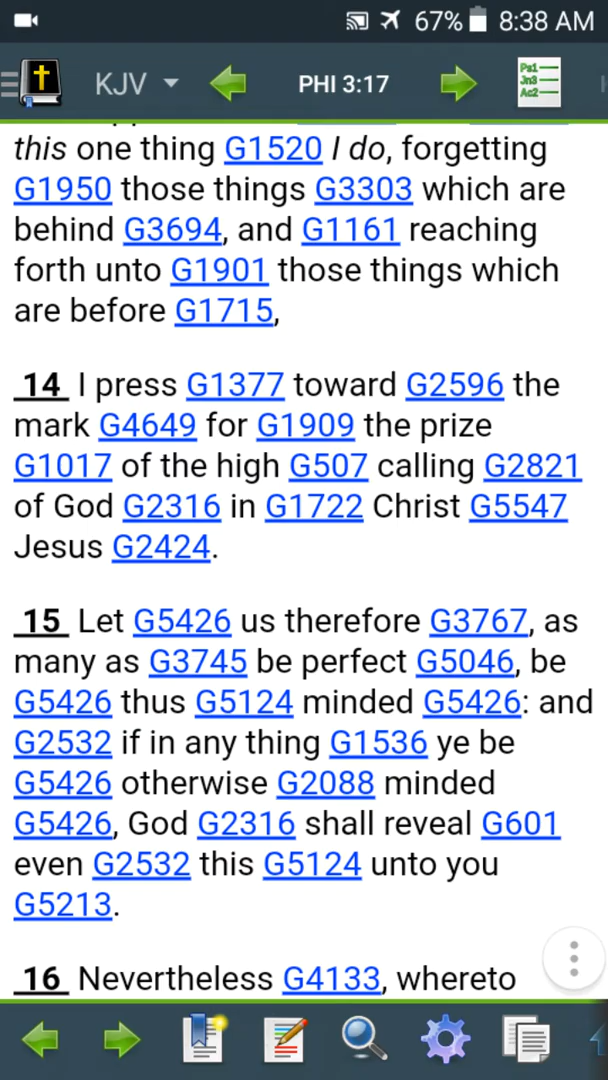 67% 8:38 AM
KJV PHI 3:17
Ps1
Jn3
Ac2
this one thing G1520 I do, forgetting
G1950 those things G3303 which are
behind G3694, and G1161 reaching
forth unto G1901 those things which
are before G1715,
14 I press G1377 toward G2596 the
mark G4649 for G1909 the prize
G1017 of the high G507 calling G2821
of God G2316 in G1722 Christ G5547
Jesus G2424.
15 Let G5426 us therefore G3767, as
many as G3745 be perfect G5046, be
G5426 thus G5124 minded G5426: and
G2532 if in any thing G1536 ye be
G5426 otherwise G2088 minded
G5426, God G2316 shall reveal G601
even G2532 this G5124 unto you
G5213.
16 Nevertheless G4133, whereto